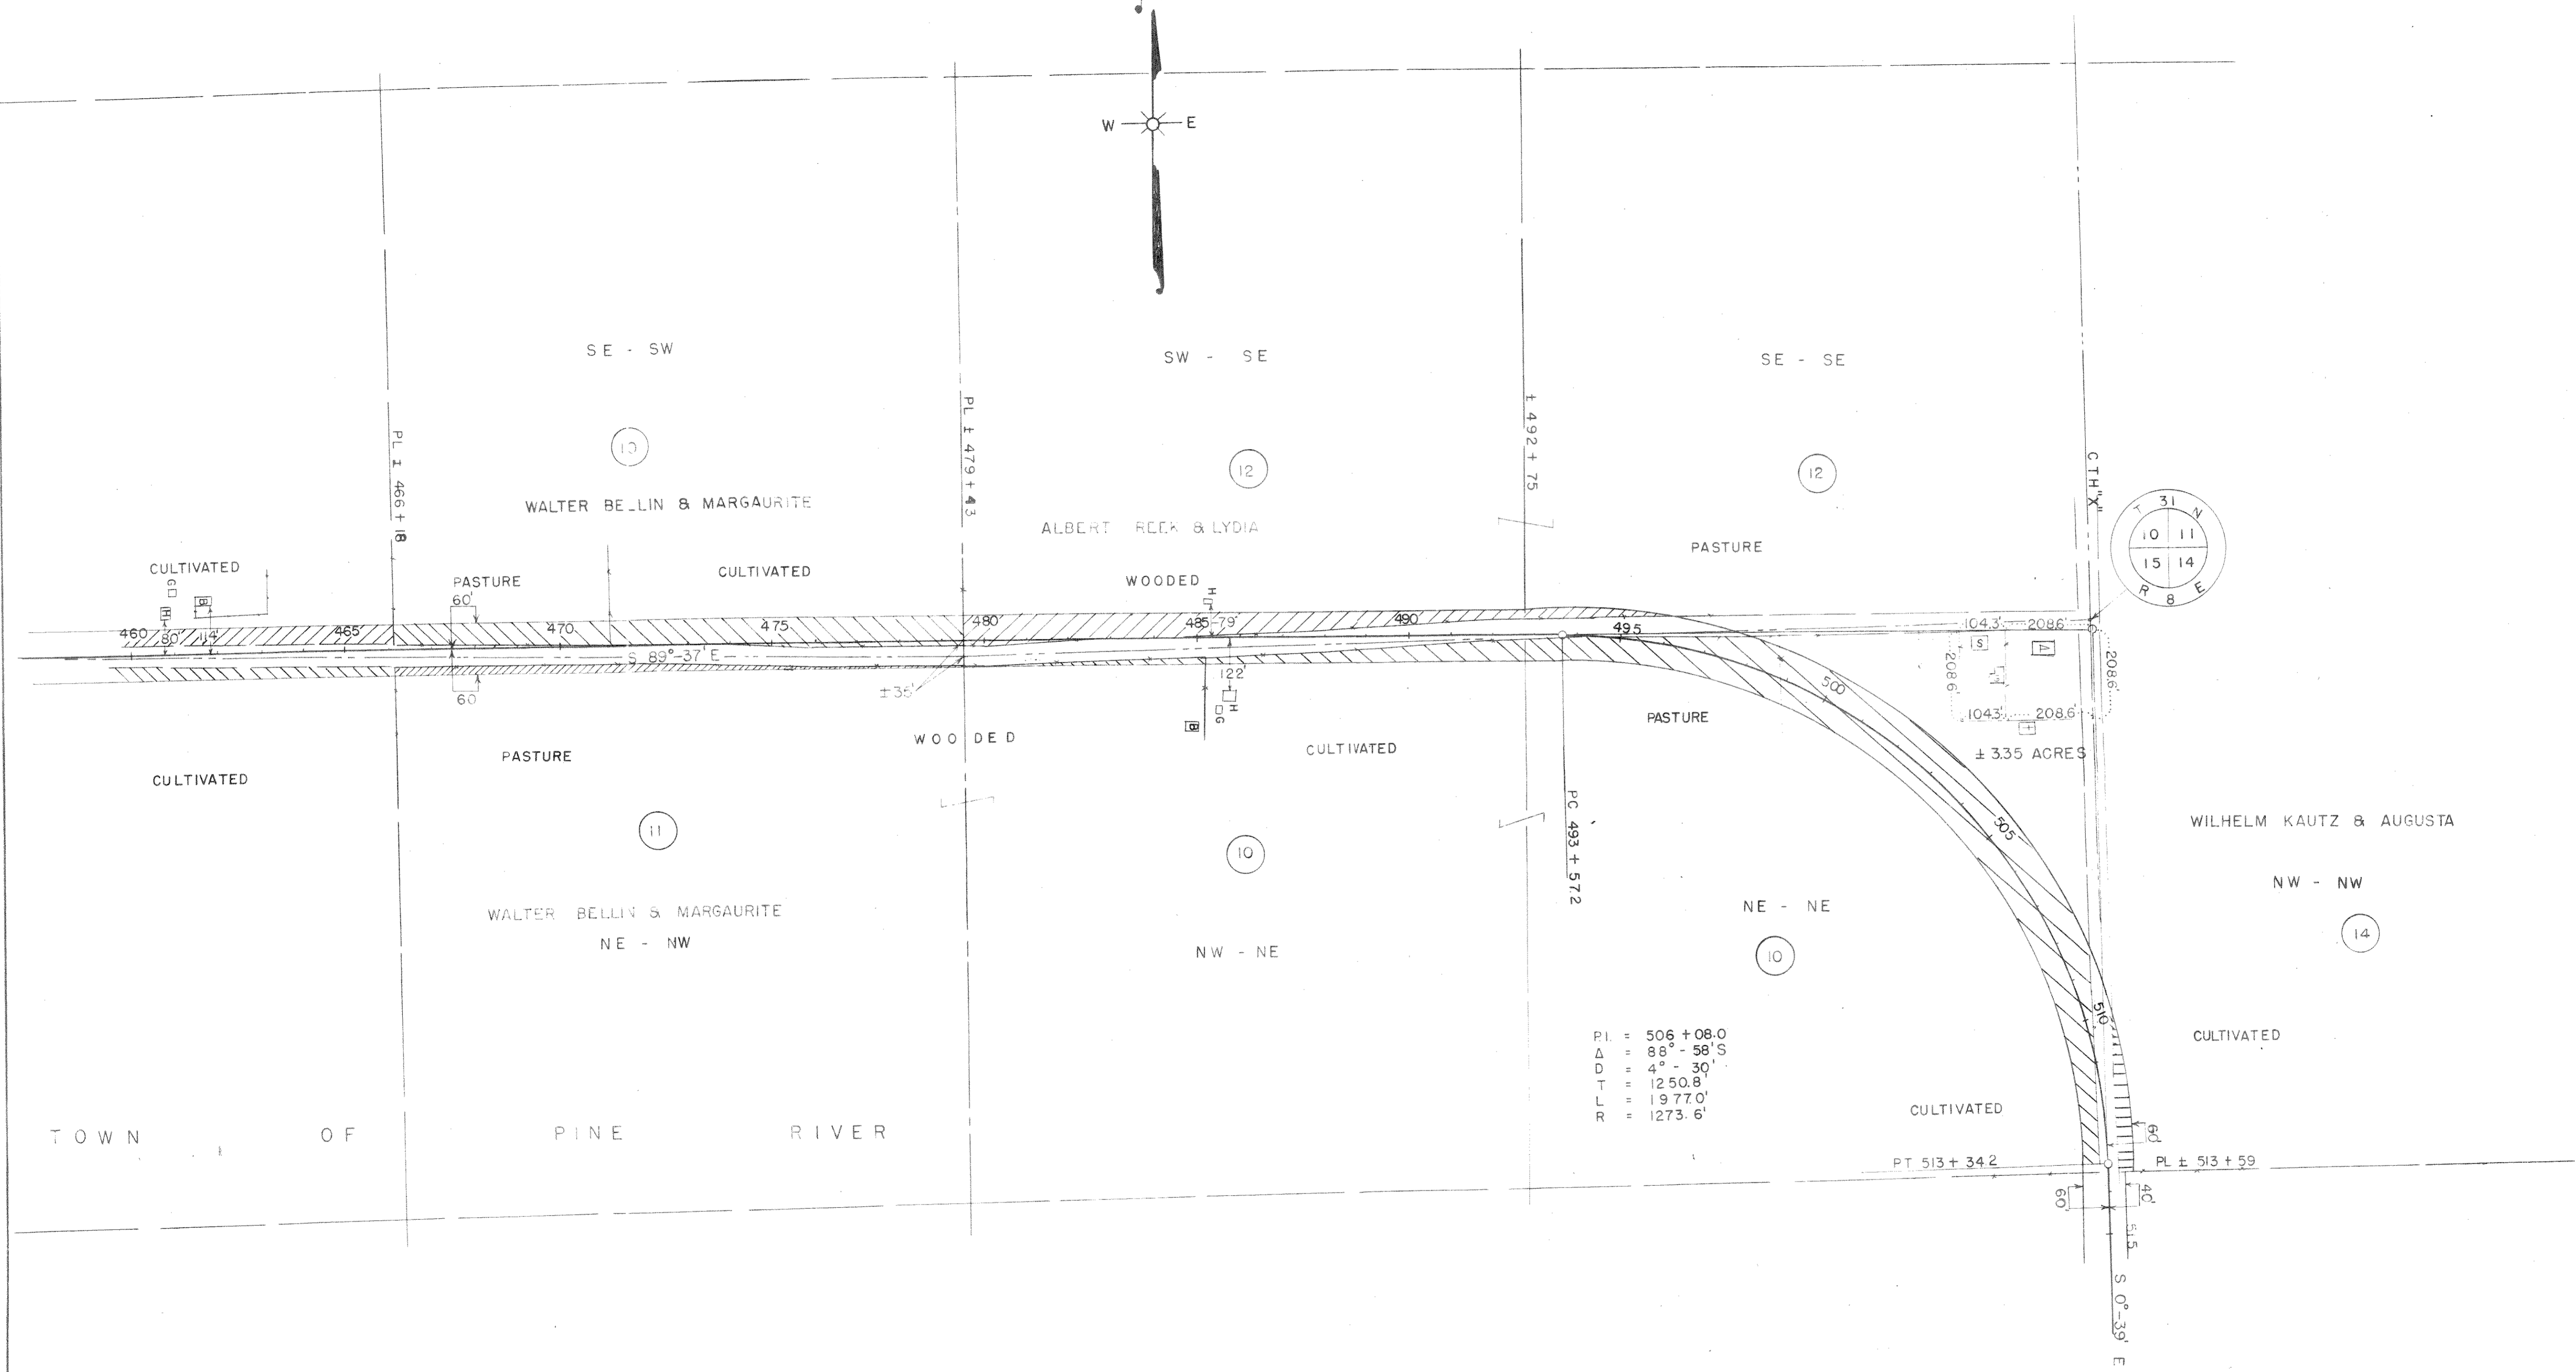 W E
SE - SW
SW - SE
SE - SE
PL ± 466 + 18
PL ± 479 + 43
± 492 + 75
CTH "X"
10
12
12
T 31 N
10 11
15 14
R 8 E
WALTER BELLIN & MARGAURITE
ALBERT REEK & LYDIA
PASTURE
CULTIVATED
PASTURE
CULTIVATED
WOODED
G
H
B
H
60'
460
80'
114'
465
470
475
480
485
79'
490
495
104.3' 208.6'
S
208.6'
208.6'
S 89°-37' E
60
±36'
122'
H
G
B
500
104.3' 208.6'
± 3.35 ACRES
PASTURE
WOODED
CULTIVATED
PASTURE
CULTIVATED
PC 493 + 57.2
505
WILHELM KAUTZ & AUGUSTA
11
10
NW - NW
WALTER BELLIN & MARGAURITE
NE - NW
NE - NE
NW - NE
10
14
510
P.I. = 506 + 08.0
Δ = 88° - 58' S
D = 4° - 30'
T = 1250.8'
L = 1977.0'
R = 1273.6'
CULTIVATED
CULTIVATED
TOWN OF PINE RIVER
60'
PT 513 + 34.2
PL ± 513 + 59
60'
40'
515
S 0°-39' E